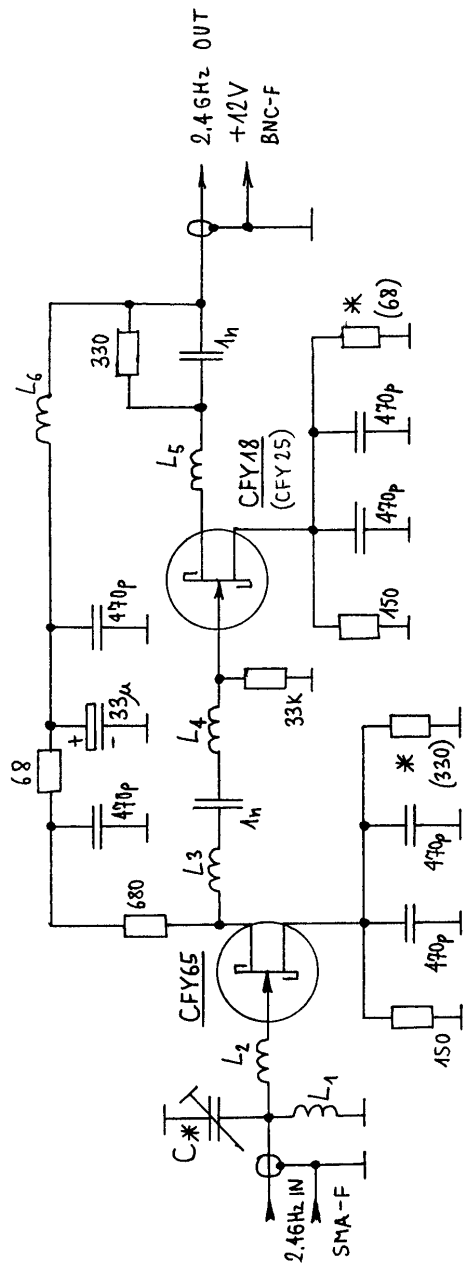 2.4GHz IN
SMA-F
C*
L1
L2
CFY65
150
470p
470p
*
(330)
680
470p
68
+
-
33µ
470p
L3
1n
L4
33K
CFY18
(CFY25)
150
470p
470p
*
(68)
L5
330
1n
L6
2.4GHz OUT
+12V
BNC-F